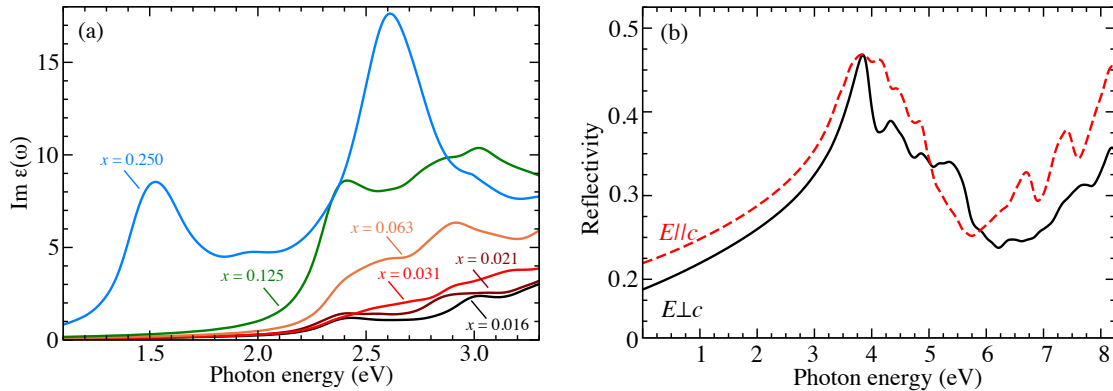 (a)
Im ε(ω)
15
10
5
0
x = 0.250
x = 0.125
x = 0.063
x = 0.031
x = 0.021
x = 0.016
1.5 2.0 2.5 3.0
Photon energy (eV)
(b)
Reflectivity
0.5
0.4
0.3
0.2
0
E//c
E⊥c
1 2 3 4 5 6 7 8
Photon energy (eV)